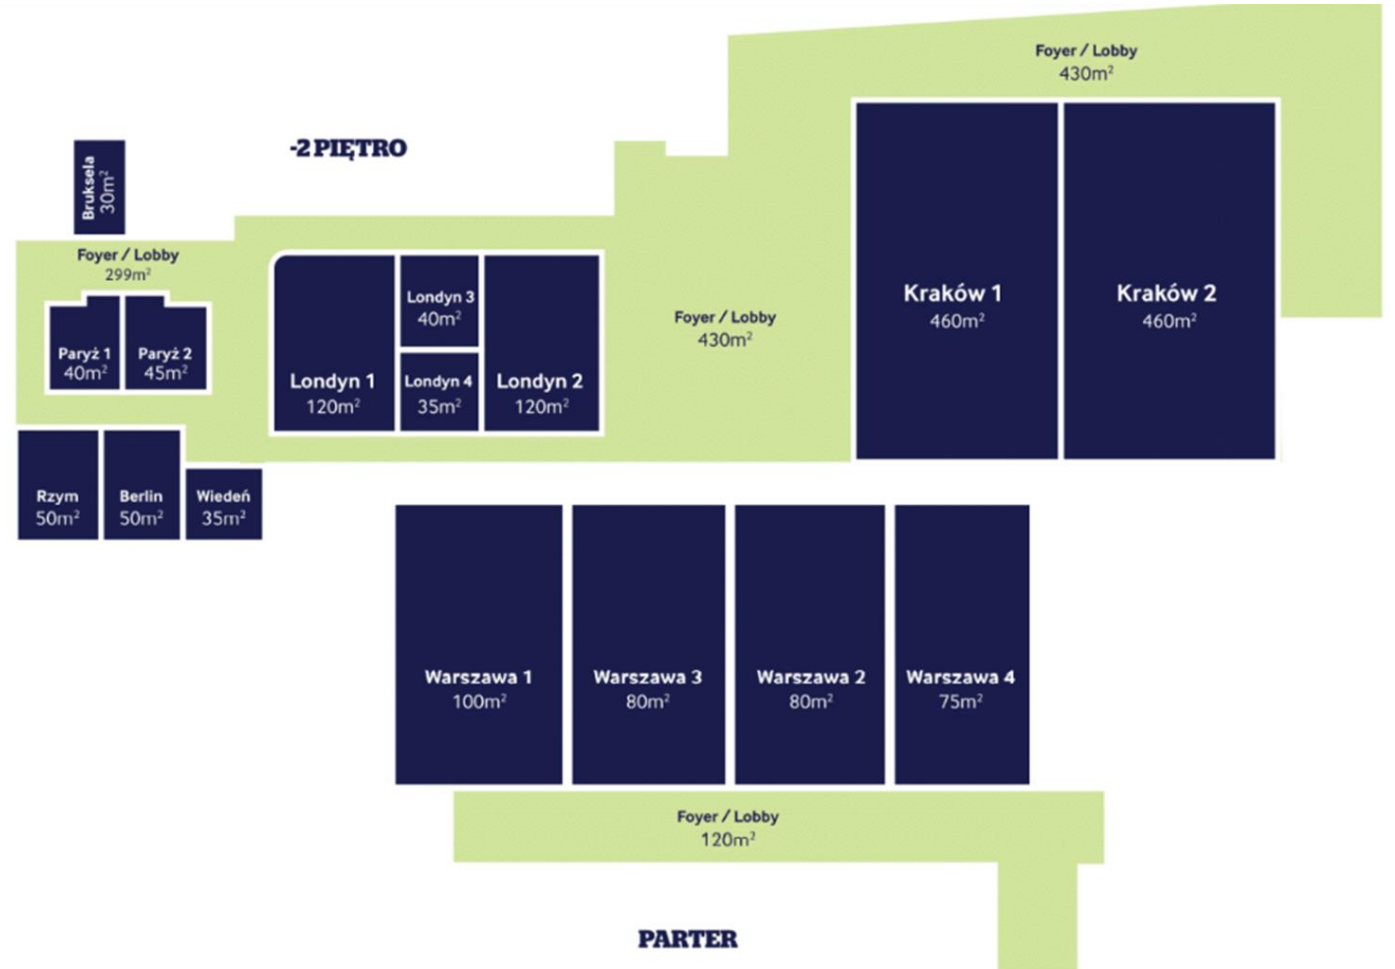 Foyer / Lobby
430m²
-2 PIĘTRO
Bruksela
30m²
Foyer / Lobby
299m²
Paryż 1
40m²
Paryż 2
45m²
Londyn 1
120m²
Londyn 3
40m²
Londyn 4
35m²
Londyn 2
120m²
Foyer / Lobby
430m²
Kraków 1
460m²
Kraków 2
460m²
Rzym
50m²
Berlin
50m²
Wiedeń
35m²
Warszawa 1
100m²
Warszawa 3
80m²
Warszawa 2
80m²
Warszawa 4
75m²
Foyer / Lobby
120m²
PARTER